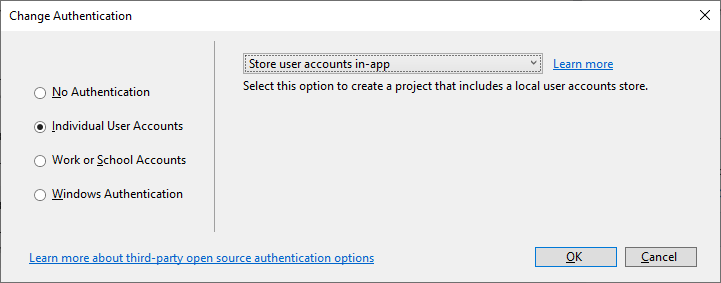 Change Authentication
Store user accounts in-app
Learn more
Select this option to create a project that includes a local user accounts store.
No Authentication
Individual User Accounts
Work or School Accounts
Windows Authentication
Learn more about third-party open source authentication options
OK
Cancel